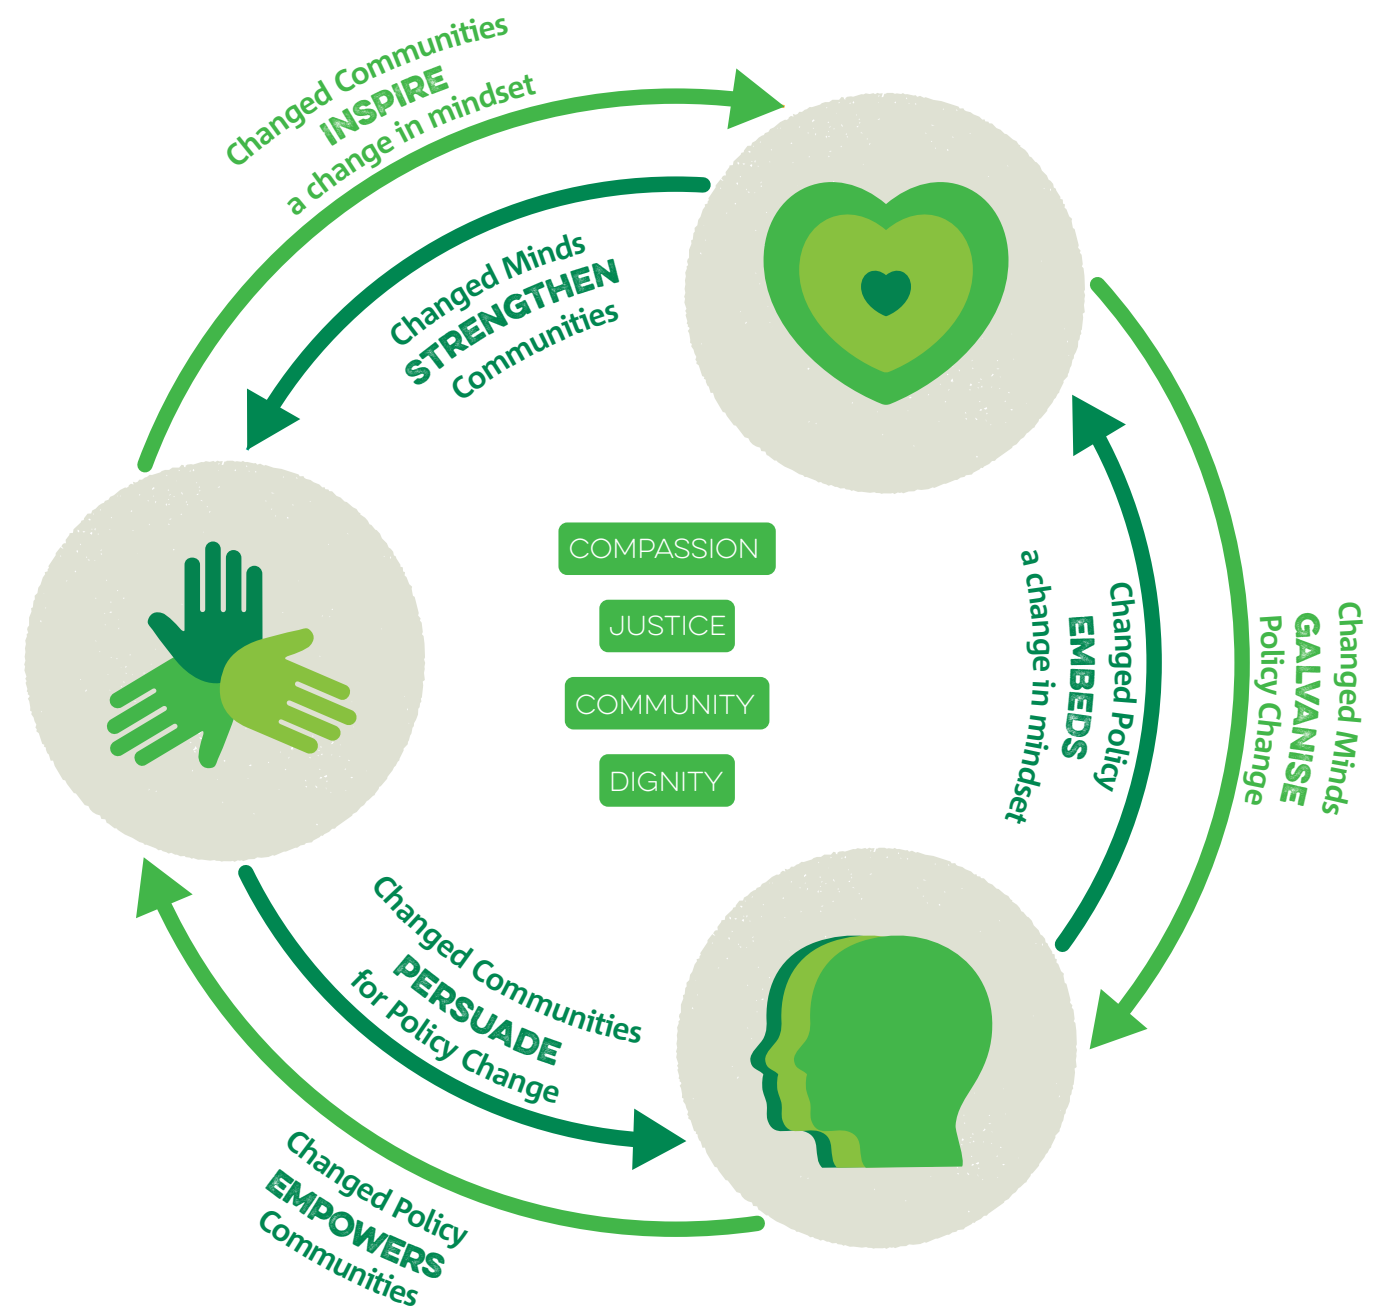 Changed Communities
INSPIRE
a change in mindset
Changed Minds
STRENGTHEN
Communities
COMPASSION
JUSTICE
COMMUNITY
DIGNITY
Changed Policy
EMBEDS
a change in mindset
Changed Minds
GALVANISE
Policy Change
Changed Communities
PERSUADE
for Policy Change
Changed Policy
EMPOWERS
Communities